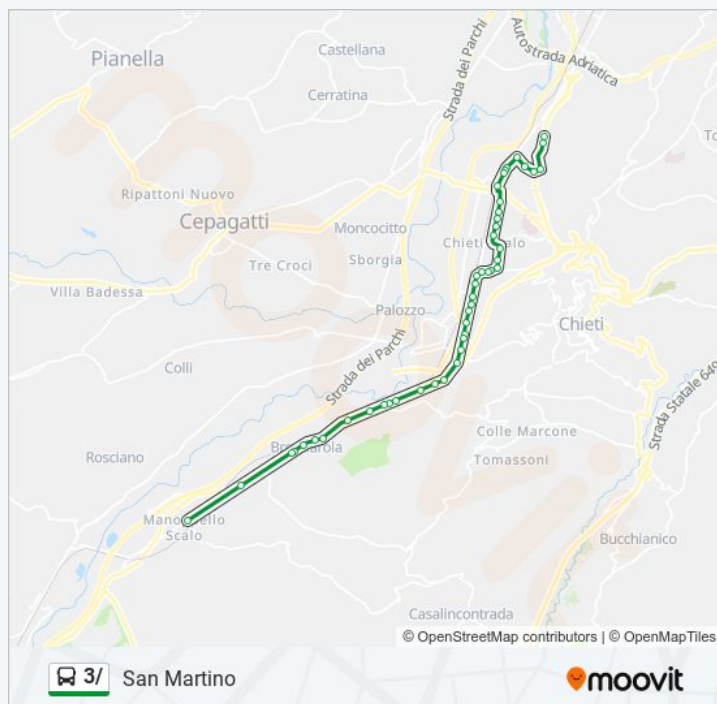 Pianella
Castellana
Strada dei Parchi
Autostrada Adriatica
Cerratina
Ripattoni Nuovo
Cepagatti
Moncocitto
Chieti Scalo
Tre Croci
Sborgia
Villa Badessa
Palozzo
Chieti
Strada dei Parchi
Colli
Strada Statale 649
Colle Marcone
Rosciano
Brecciarola
Tomassoni
Manoppello
Scalo
Bucchianico
Casalincontrada
© OpenStreetMap contributors | © OpenMapTiles
3/ San Martino
moovit